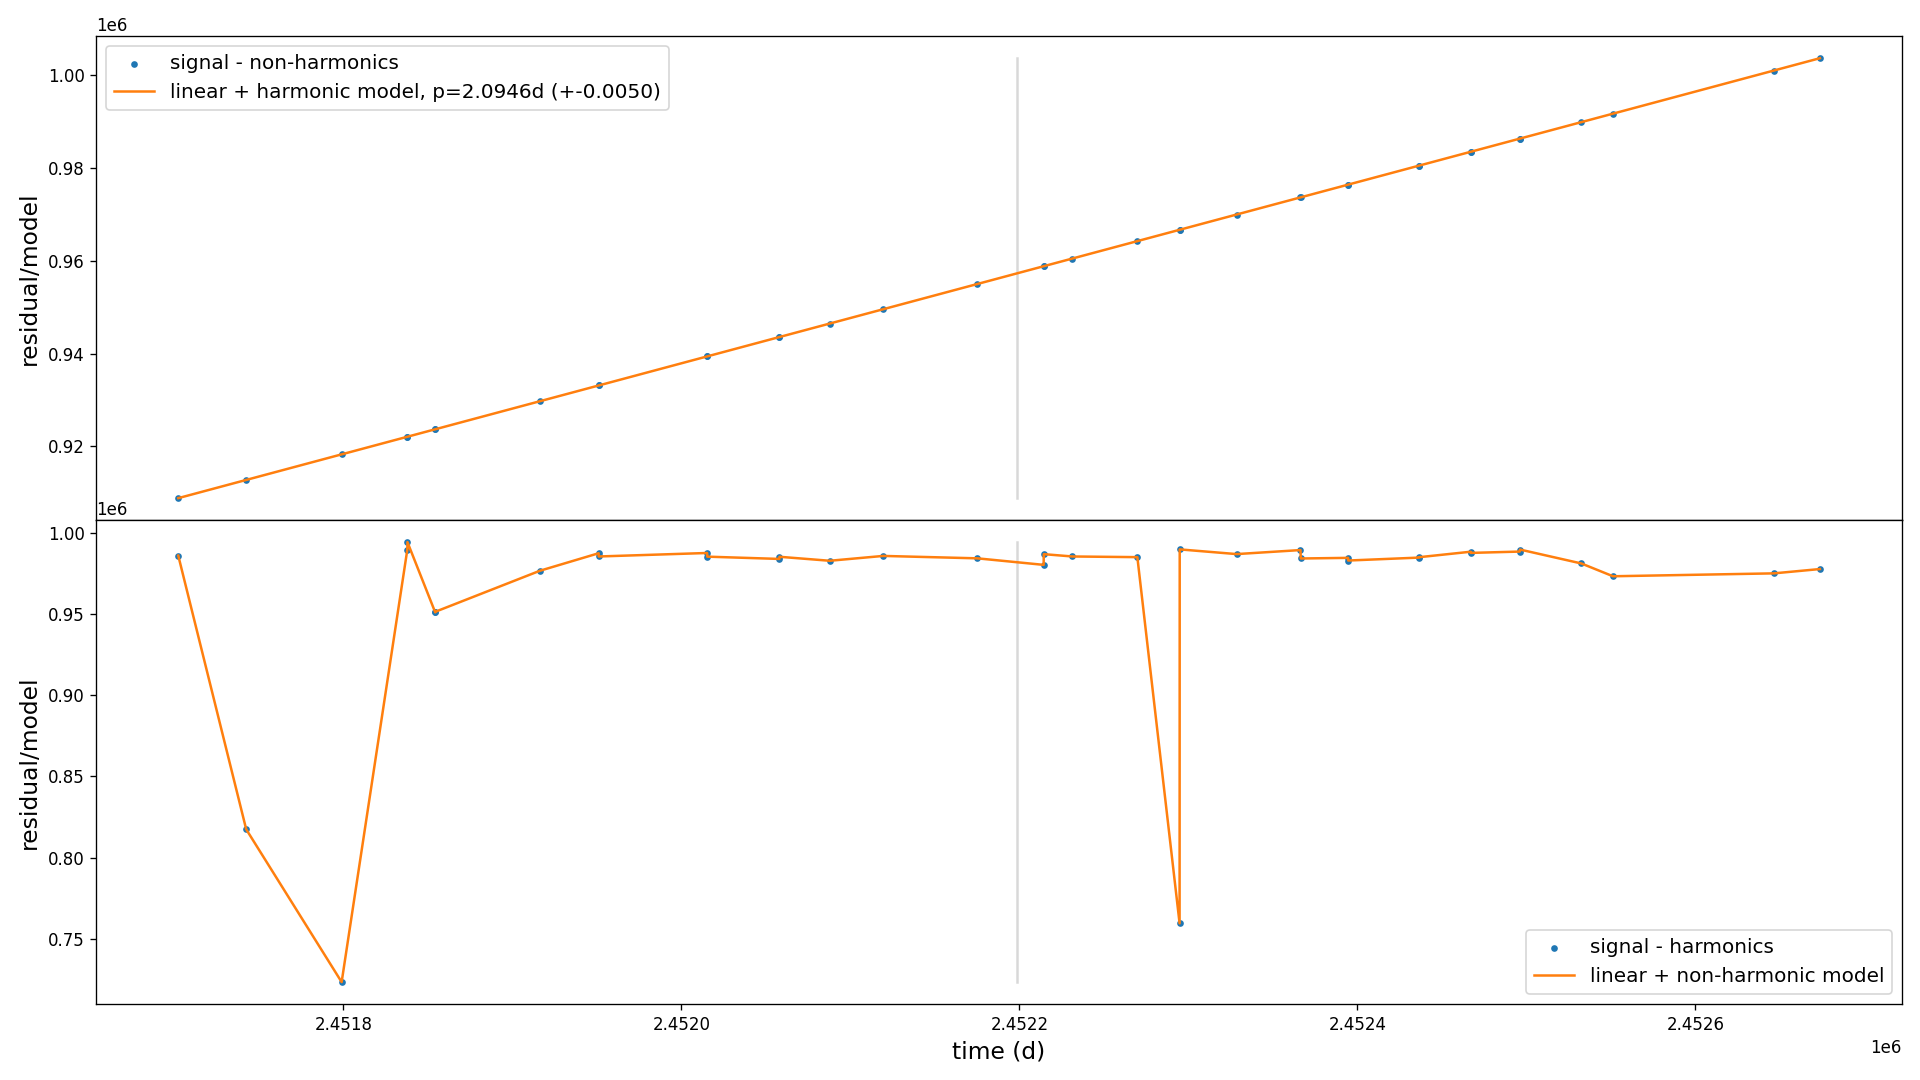 1e6
signal - non-harmonics
linear + harmonic model, p=2.0946d (+-0.0050)
1.00
0.98
0.96
0.94
0.92
residual/model
1e6
1.00
0.95
0.90
0.85
0.80
0.75
residual/model
signal - harmonics
linear + non-harmonic model
2.4518
2.4520
2.4522
2.4524
2.4526
time (d)
1e6